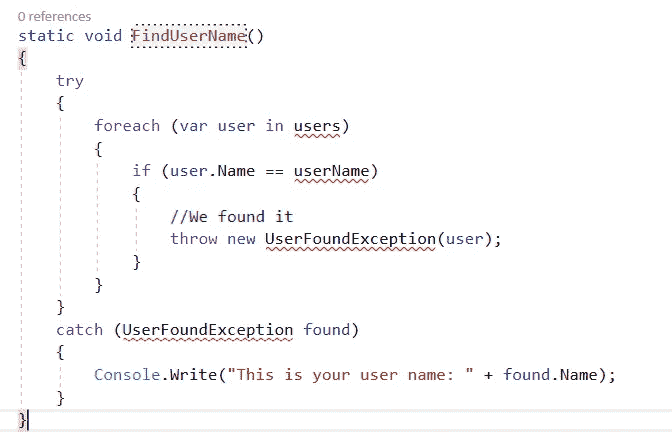 0 references
static void FindUserName()
{
try
{
foreach (var user in users)
{
if (user.Name == userName)
{
//We found it
throw new UserFoundException(user);
}
}
}
catch (UserFoundException found)
{
Console.Write("This is your user name: " + found.Name);
}
}